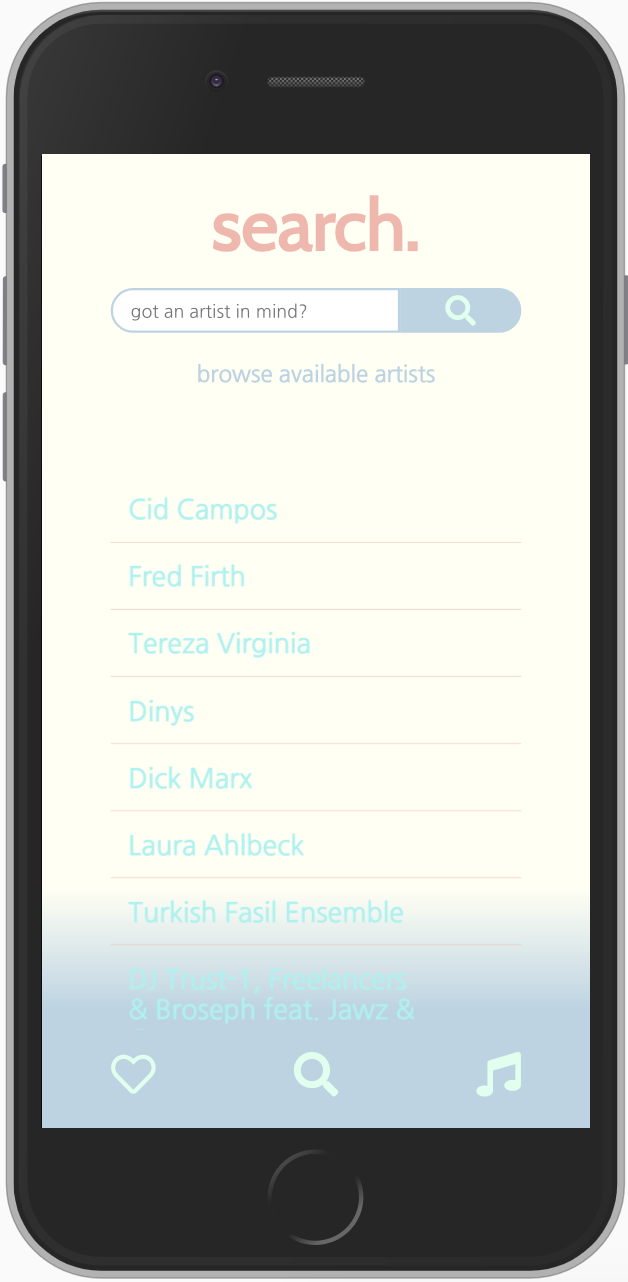 search.
got an artist in mind?
browse available artists
Cid Campos
Fred Firth
Tereza Virginia
Dinys
Dick Marx
Laura Ahlbeck
Turkish Fasil Ensemble
DJ Trust-1, Freelancers
& Broseph feat. Jawz &